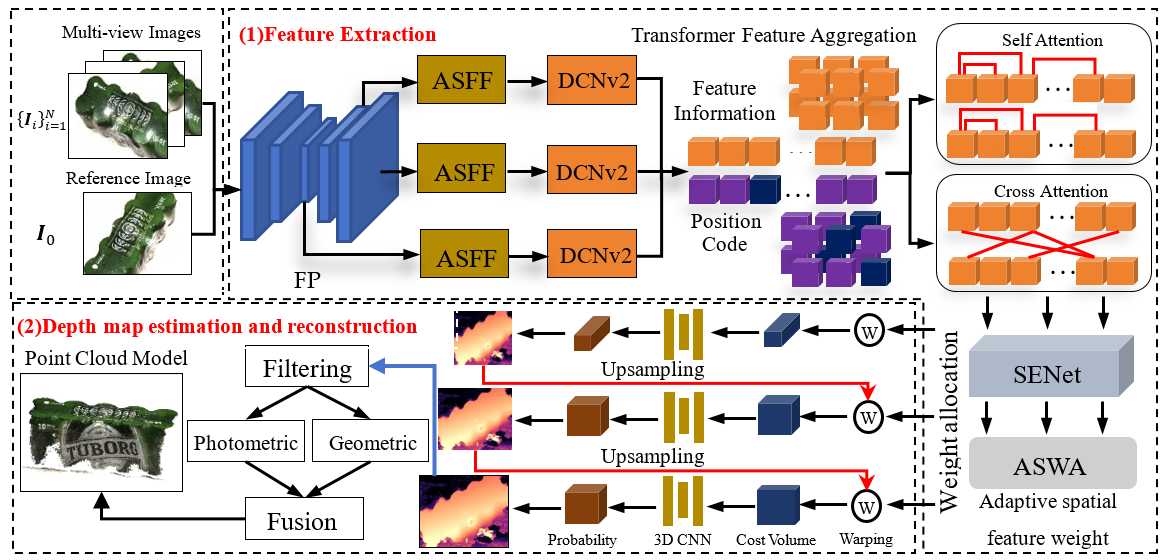 Multi-view Images
{I_i}_{i=1}^N
Reference Image
I_0
(1)Feature Extraction
FP
ASFF
DCNv2
ASFF
DCNv2
ASFF
DCNv2
Transformer Feature Aggregation
Feature
Information
...
...
Position
Code
Self Attention
...
...
Cross Attention
...
...
SENet
ASWA
Adaptive spatial
feature weight
Weight allocation
(2)Depth map estimation and reconstruction
Point Cloud Model
TUBORG
Filtering
Photometric
Geometric
Fusion
W
Upsampling
W
Upsampling
W
Probability
3D CNN
Cost Volume
Warping